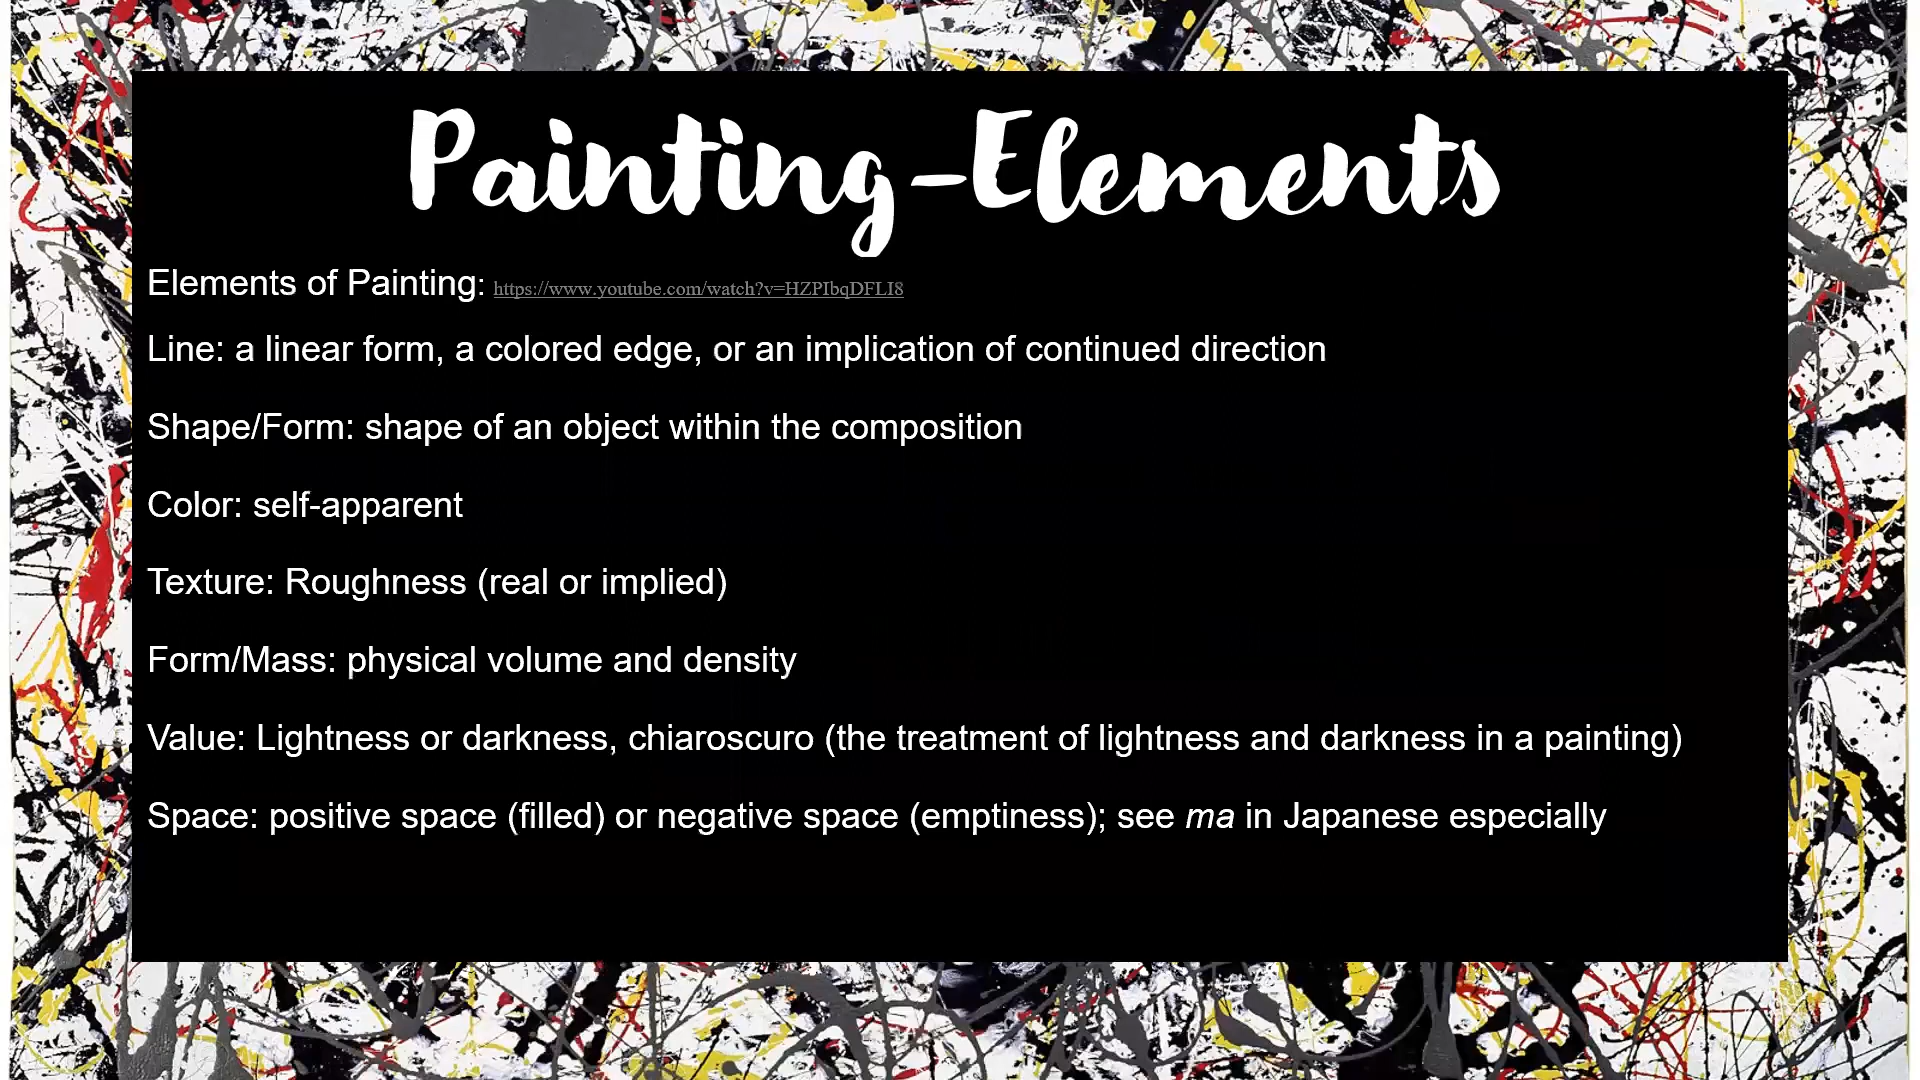 Painting-Elements
Elements of Painting: https://www.youtube.com/watch?v=HZPIbqDFLI8
Line: a linear form, a colored edge, or an implication of continued direction
Shape/Form: shape of an object within the composition
Color: self-apparent
Texture: Roughness (real or implied)
Form/Mass: physical volume and density
Value: Lightness or darkness, chiaroscuro (the treatment of lightness and darkness in a painting)
Space: positive space (filled) or negative space (emptiness); see ma in Japanese especially